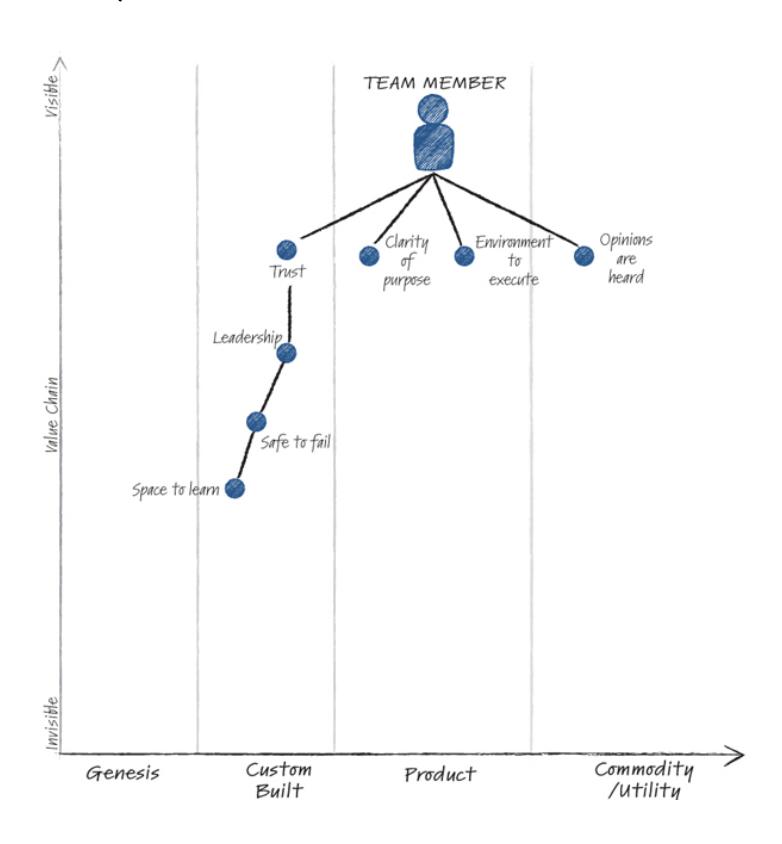 TEAM MEMBER
Visible
Trust
Clarity
of
purpose
Environment
to
execute
Opinions
are
heard
Leadership
Value Chain
Safe to fail
Space to learn
Invisible
Genesis
Custom
Built
Product
Commodity
/Utility